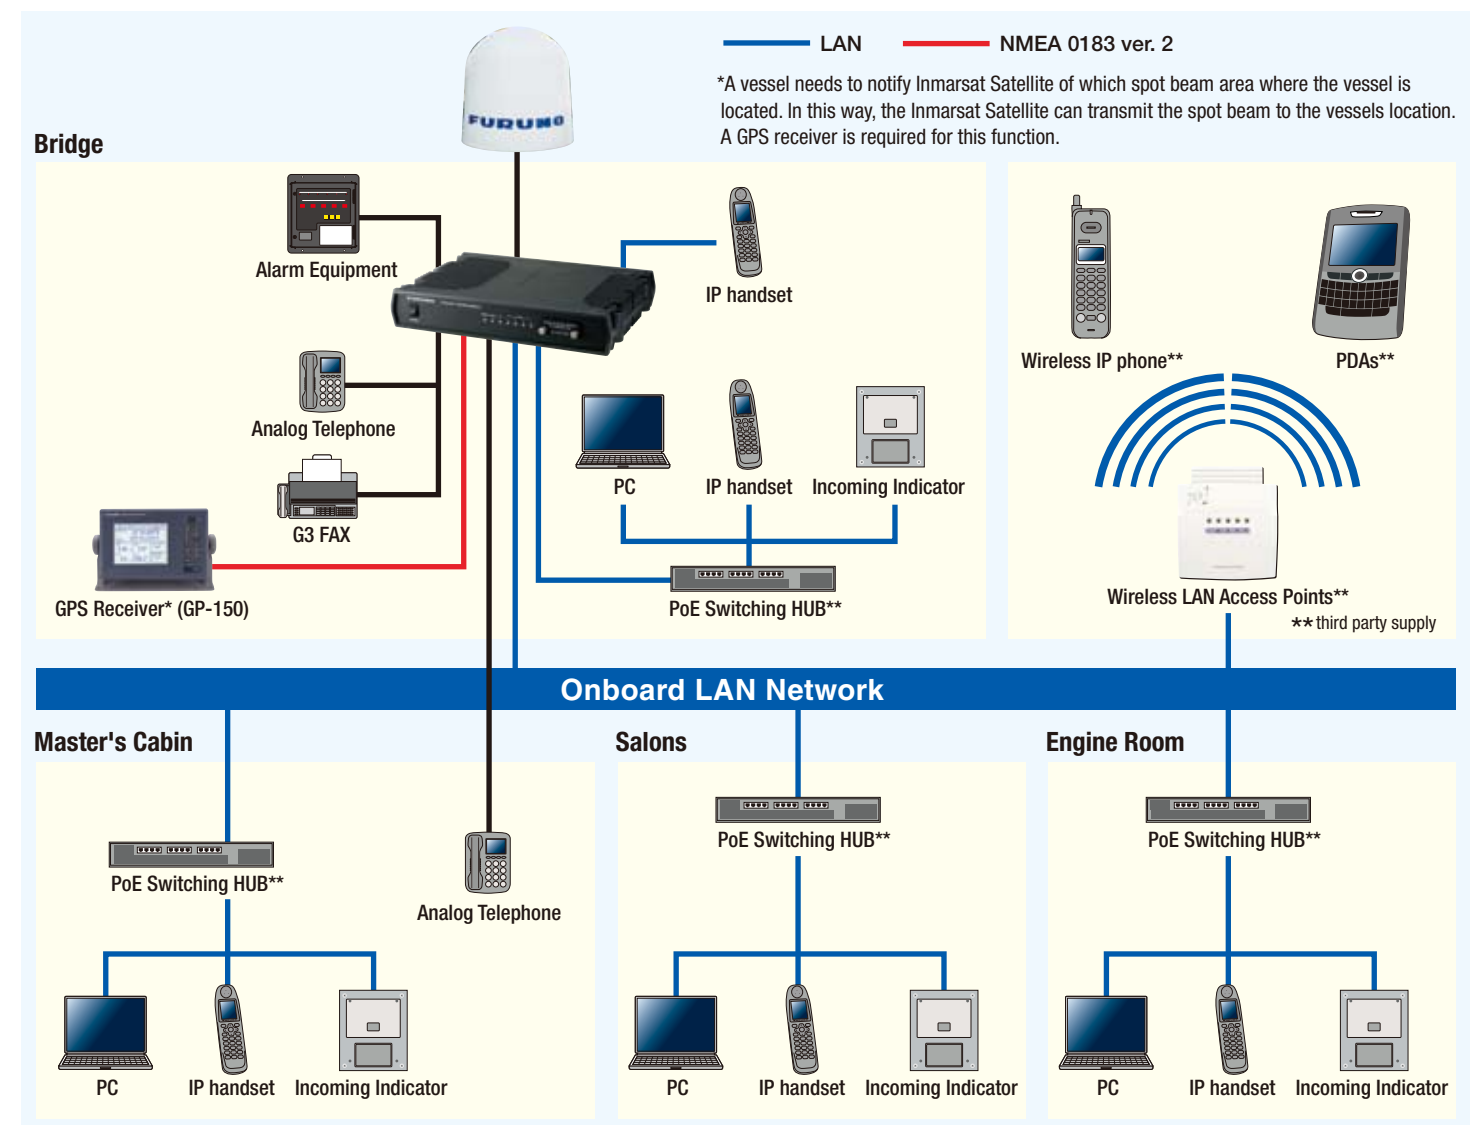 LAN
NMEA 0183 ver. 2
*A vessel needs to notify Inmarsat Satellite of which spot beam area where the vessel is
located. In this way, the Inmarsat Satellite can transmit the spot beam to the vessels location.
A GPS receiver is required for this function.
FURUNO
Bridge
Alarm Equipment
IP handset
Analog Telephone
G3 FAX
GPS Receiver* (GP-150)
PC
IP handset
Incoming Indicator
PoE Switching HUB**
Wireless IP phone**
PDAs**
Wireless LAN Access Points**
**third party supply
Onboard LAN Network
Master's Cabin
PoE Switching HUB**
Analog Telephone
PC
IP handset
Incoming Indicator
Salons
PoE Switching HUB**
PC
IP handset
Incoming Indicator
Engine Room
PoE Switching HUB**
PC
IP handset
Incoming Indicator